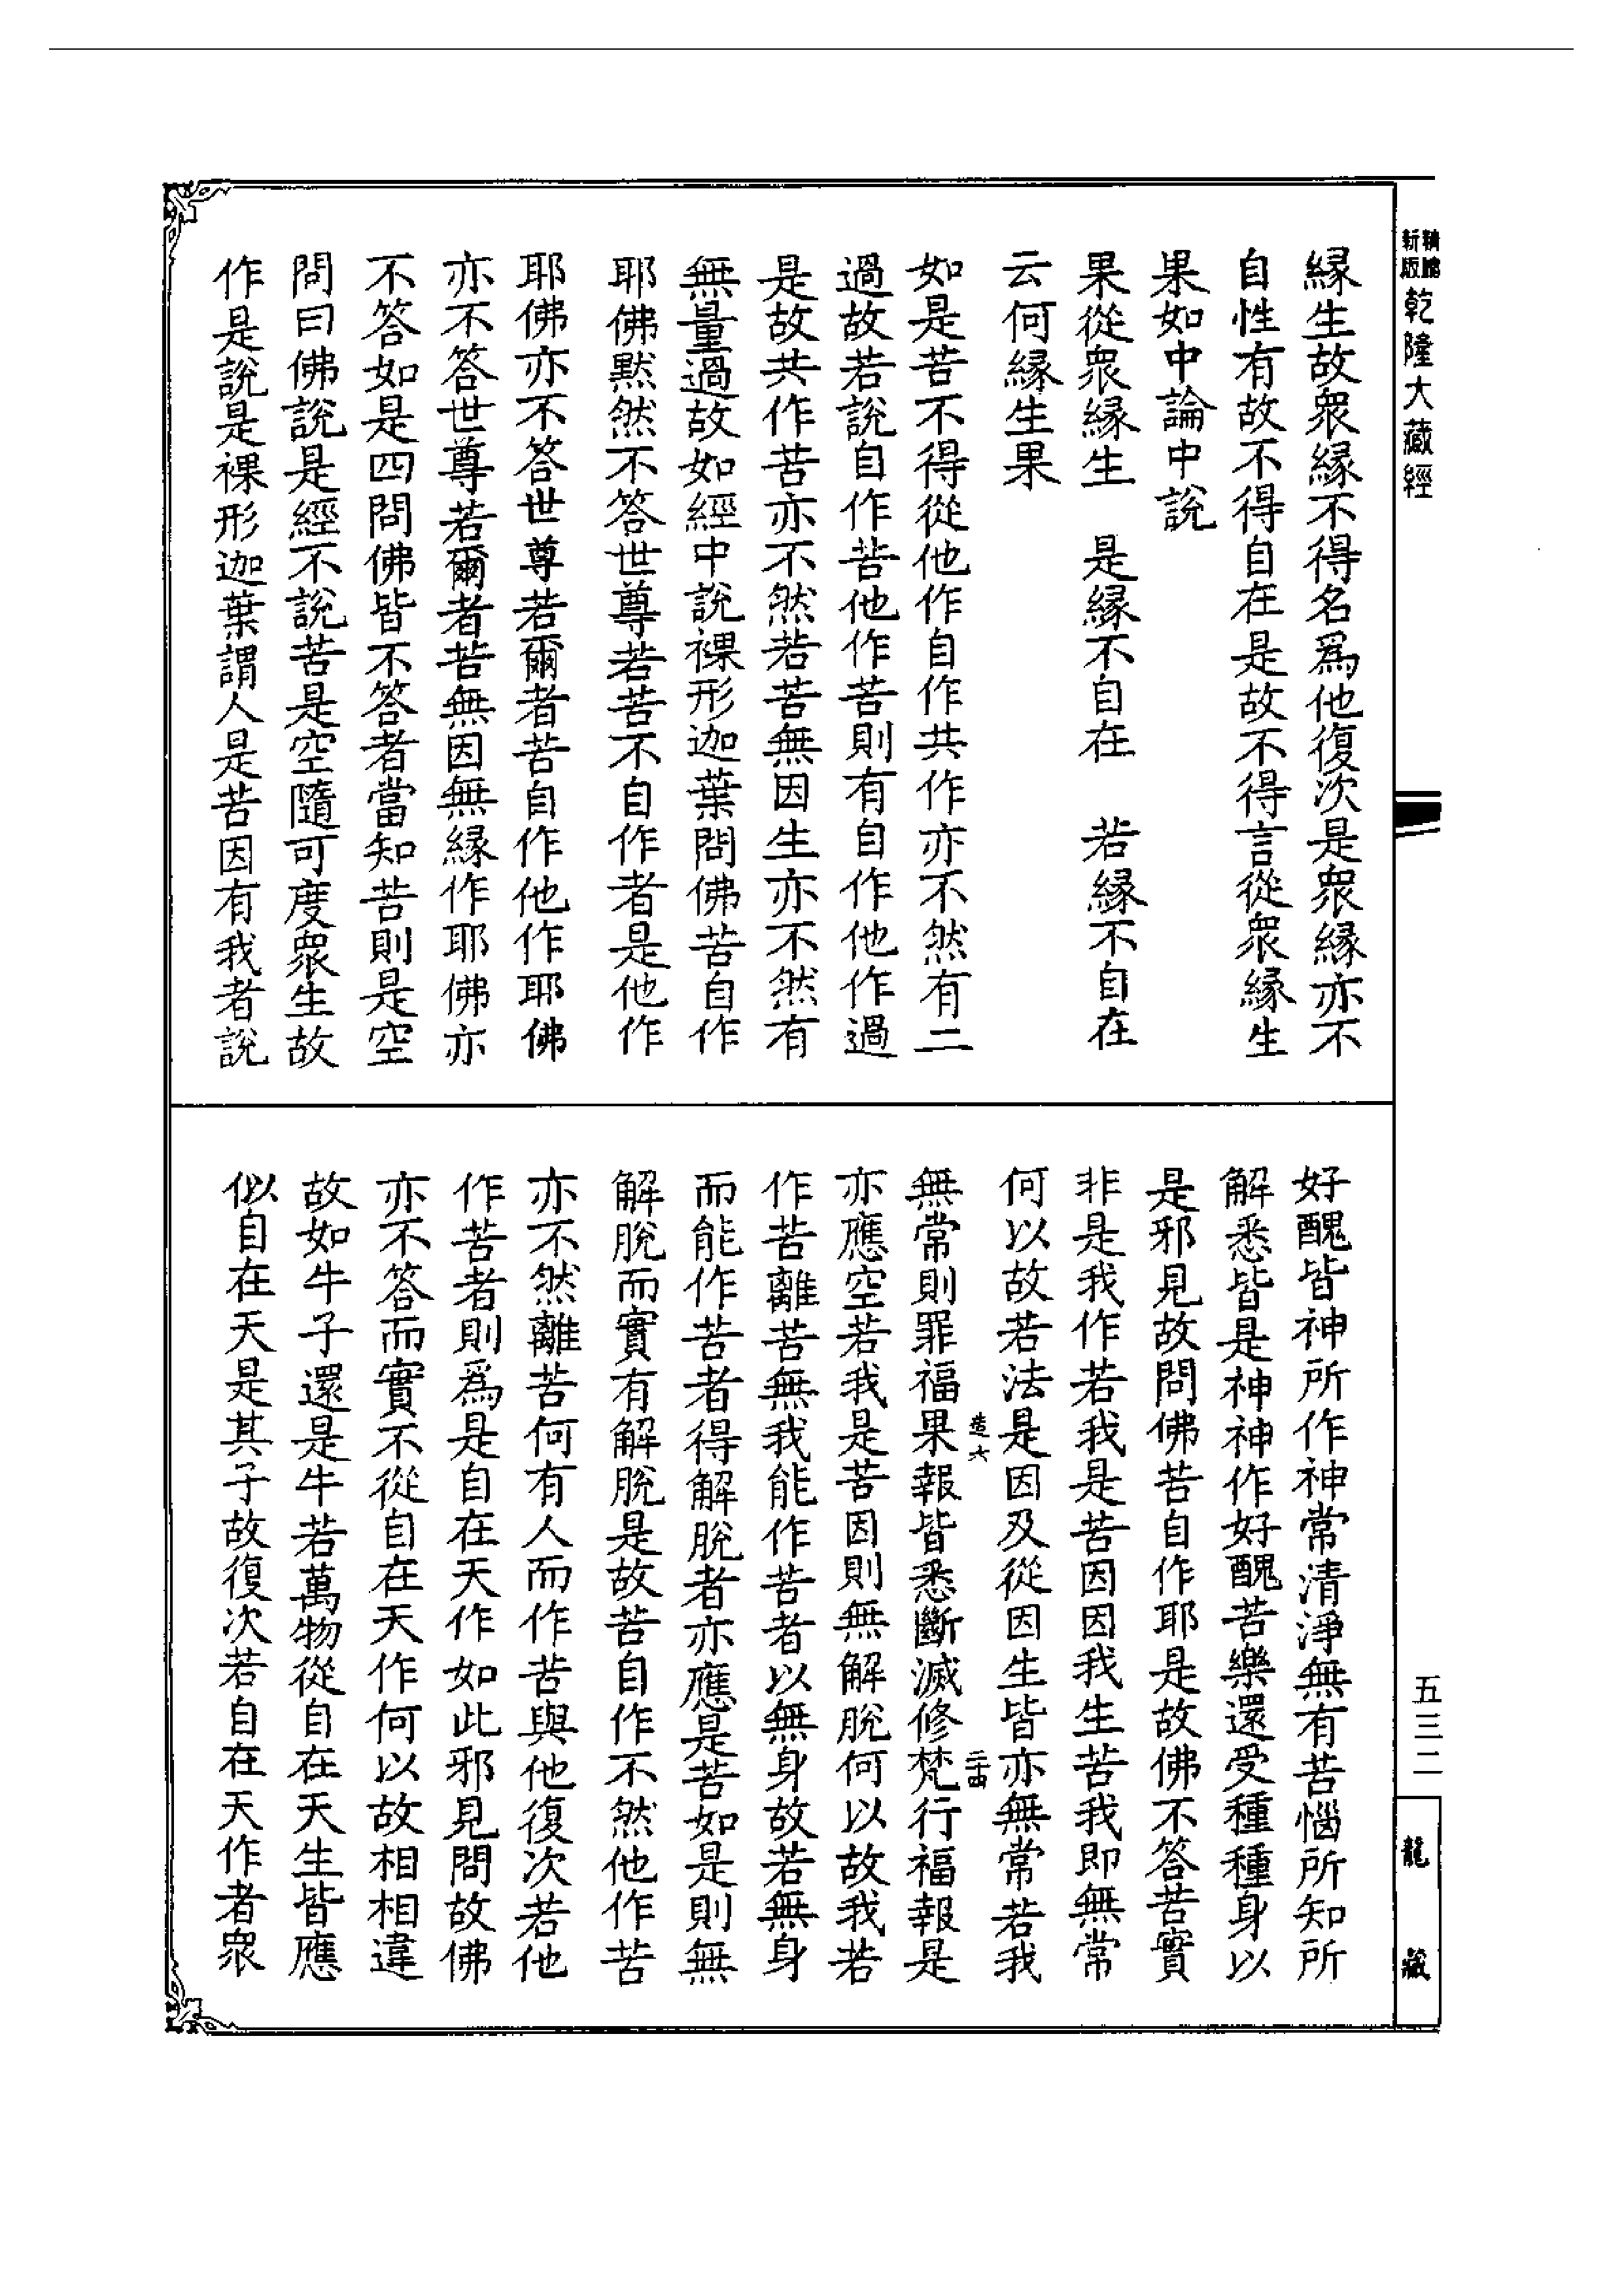 精縮
新版
乾隆大藏經
緣生故衆緣不得名爲他復次是衆緣亦不
自性有故不得自在是故不得言從衆緣生
果如中論中說
果從衆緣生　是緣不自在　若緣不自在
云何緣生果
如是苦不得從他作自作共作亦不然有二
過故若說自作苦他作苦則有自作他作過
是故共作苦亦不然若苦無因生亦不然有
無量過故如經中說裸形迦葉問佛苦自作
耶佛默然不答世尊若苦不自作者是他作
耶佛亦不答世尊若爾者苦自作他作耶佛
亦不答世尊若爾者苦無因無緣作耶佛亦
不答如是四問佛皆不答者當知苦則是空
問曰佛說是經不說苦是空隨可度衆生故
作是說是裸形迦葉謂人是苦因有我者說
好醜皆神所作神常清淨無有苦惱所知所
解悉皆是神神作好醜苦樂還受種種身以
是邪見故問佛苦自作耶是故佛不答苦實
非是我作若我是苦因因我生苦我即無常
何以故若法是因及從因生皆亦無常若我
造六
二十四
無常則罪福果報皆悉斷滅修梵行福報是
亦應空若我是苦因則無解脫何以故我若
作苦離苦無我能作苦者以無身故若無身
而能作苦者得解脫者亦應是苦如是則無
解脫而實有解脫是故苦自作不然他作苦
亦不然離苦何有人而作苦與他復次若他
作苦者則爲是自在天作如此邪見問故佛
亦不答而實不從自在天作何以故相相違
故如牛子還是牛若萬物從自在天生皆應
似自在天是其子故復次若自在天作者衆
五三二
龍藏